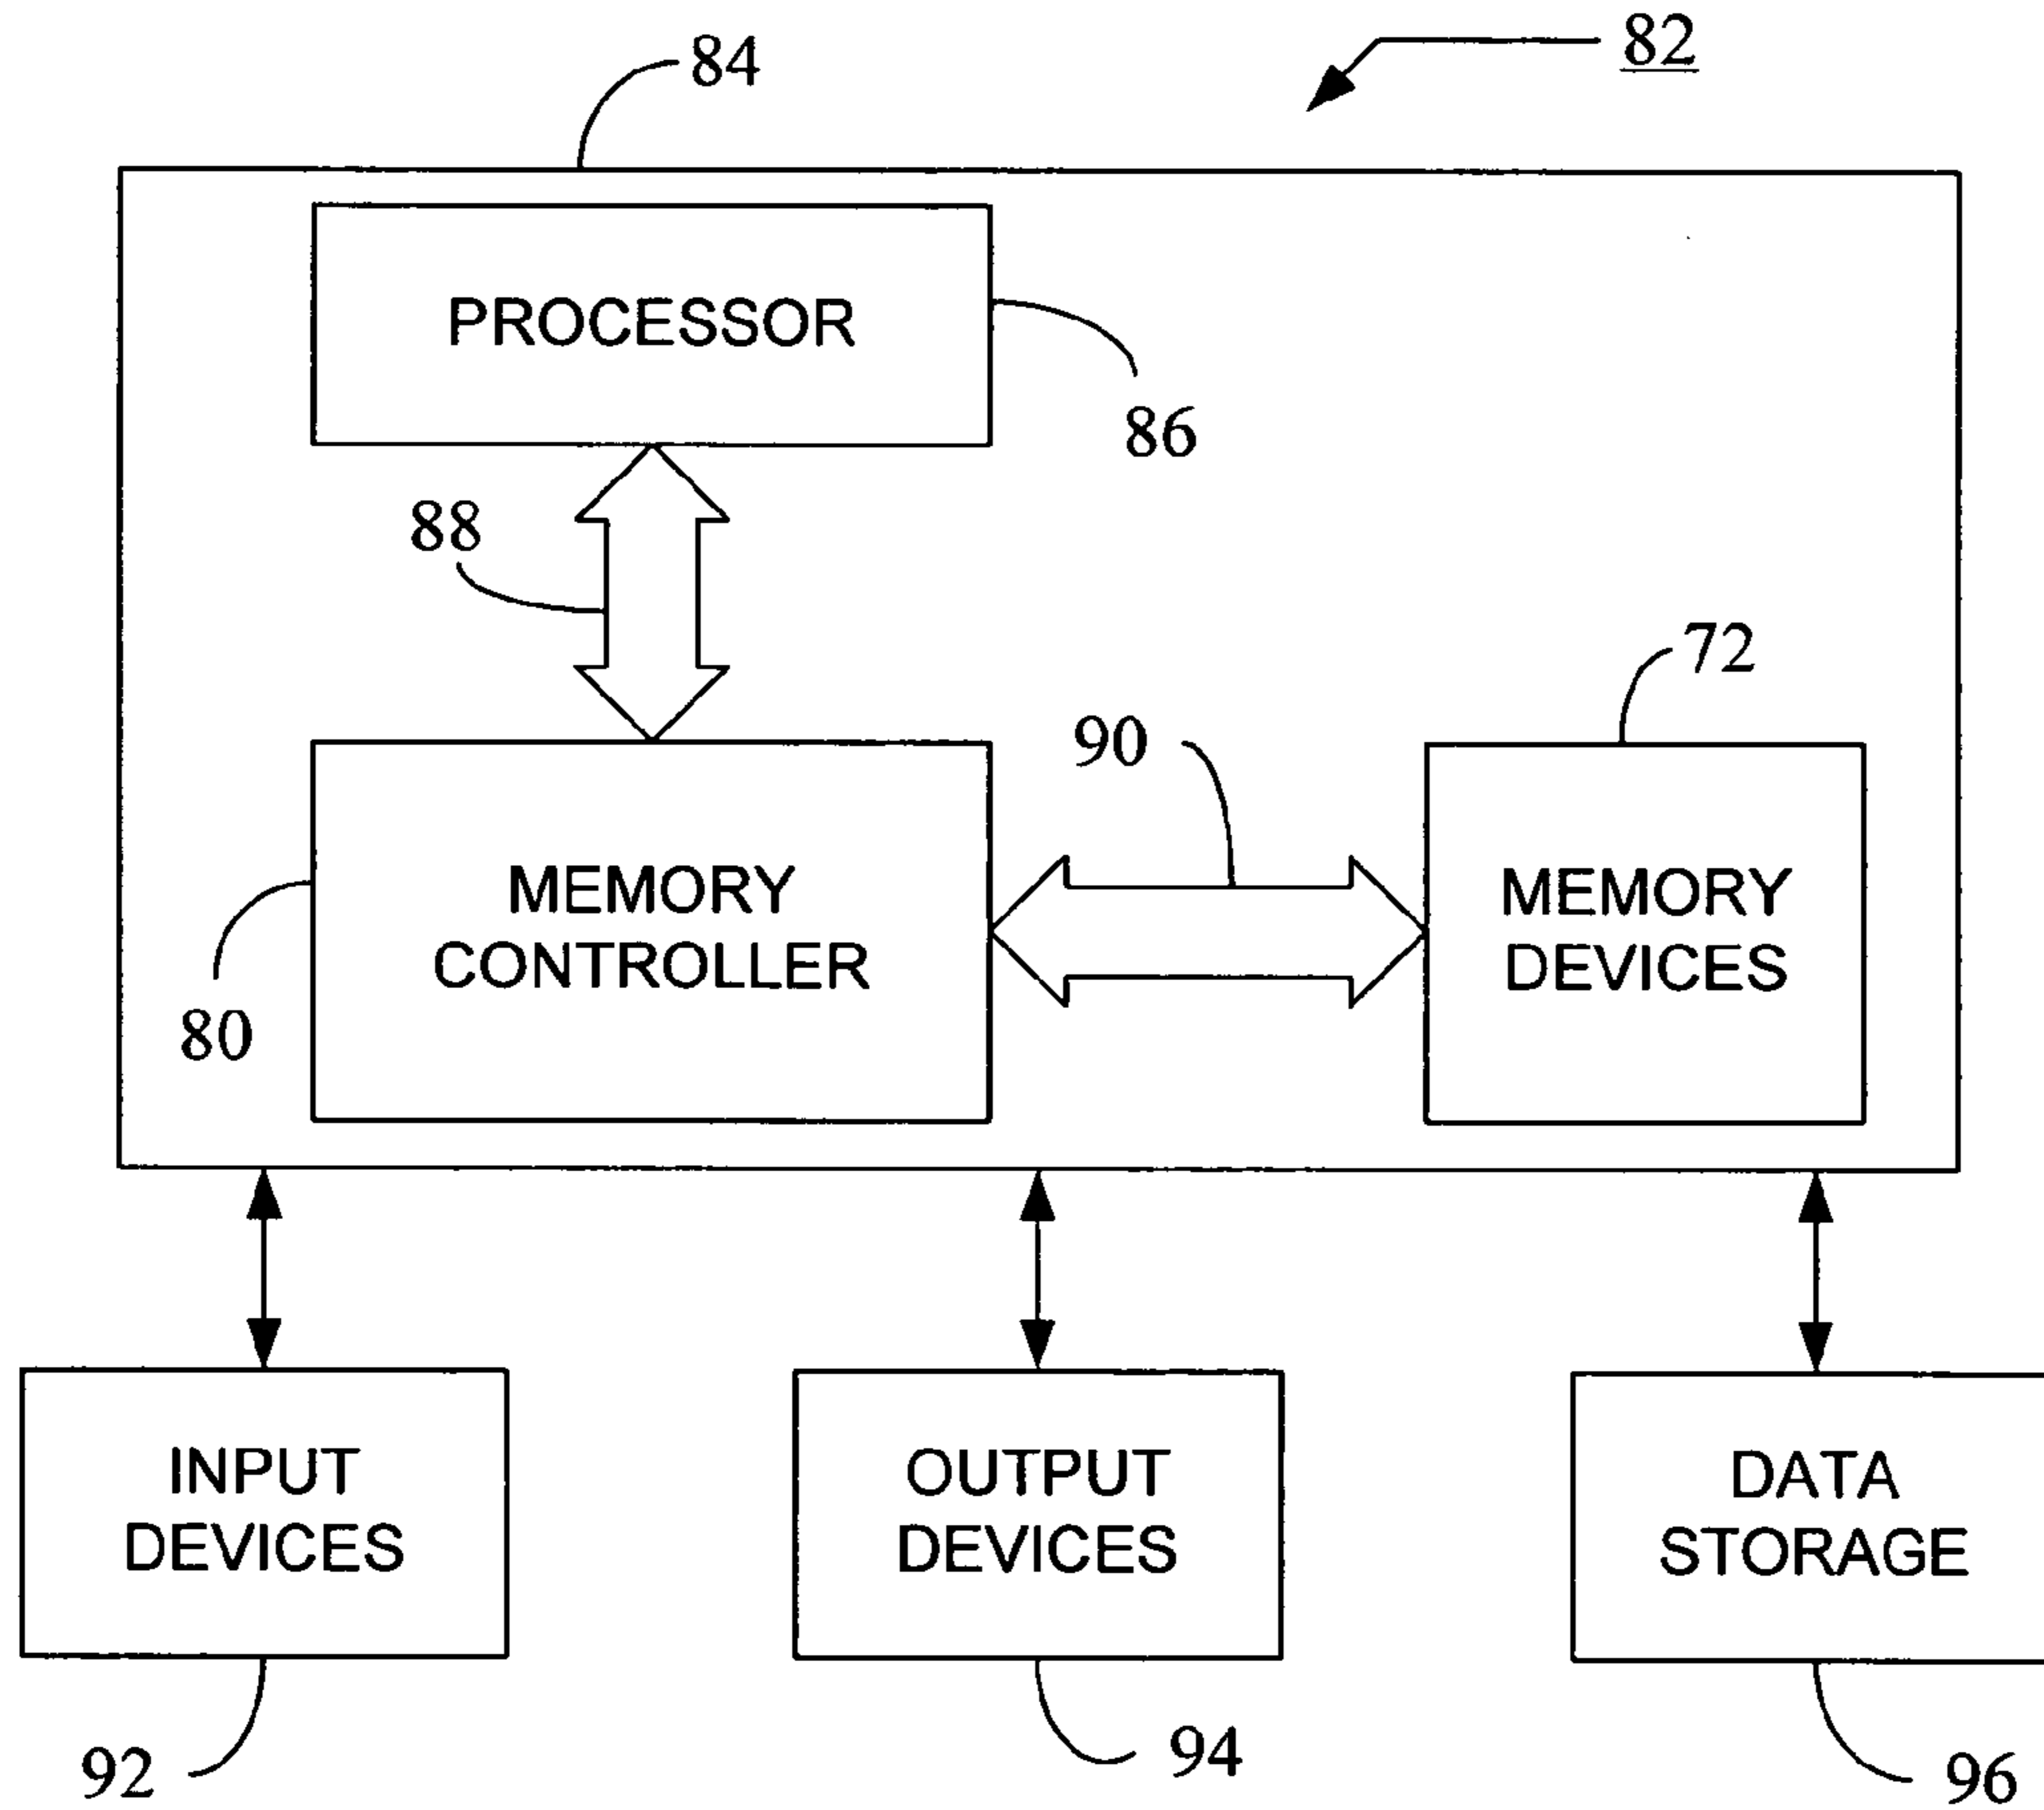 82
84
PROCESSOR
86
88
72
90
MEMORY
CONTROLLER
MEMORY
DEVICES
80
INPUT
DEVICES
OUTPUT
DEVICES
DATA
STORAGE
92
94
96